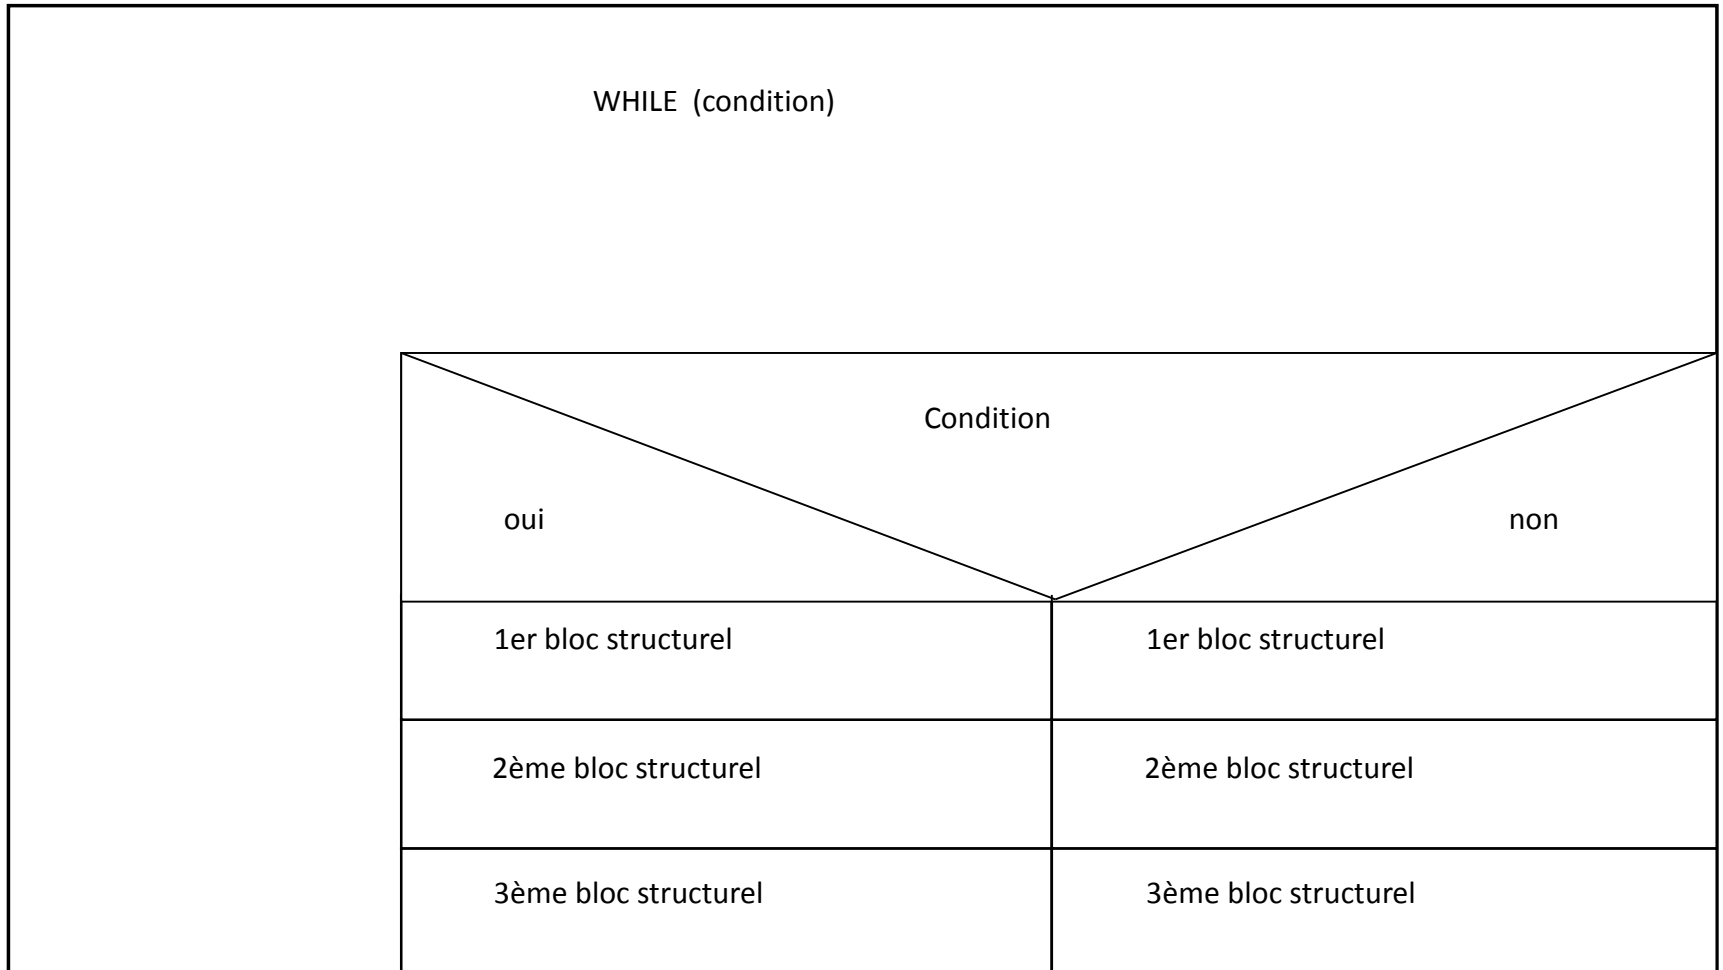 WHILE (condition)
Condition
oui
non
1er bloc structurel
1er bloc structurel
2ème bloc structurel
2ème bloc structurel
3ème bloc structurel
3ème bloc structurel